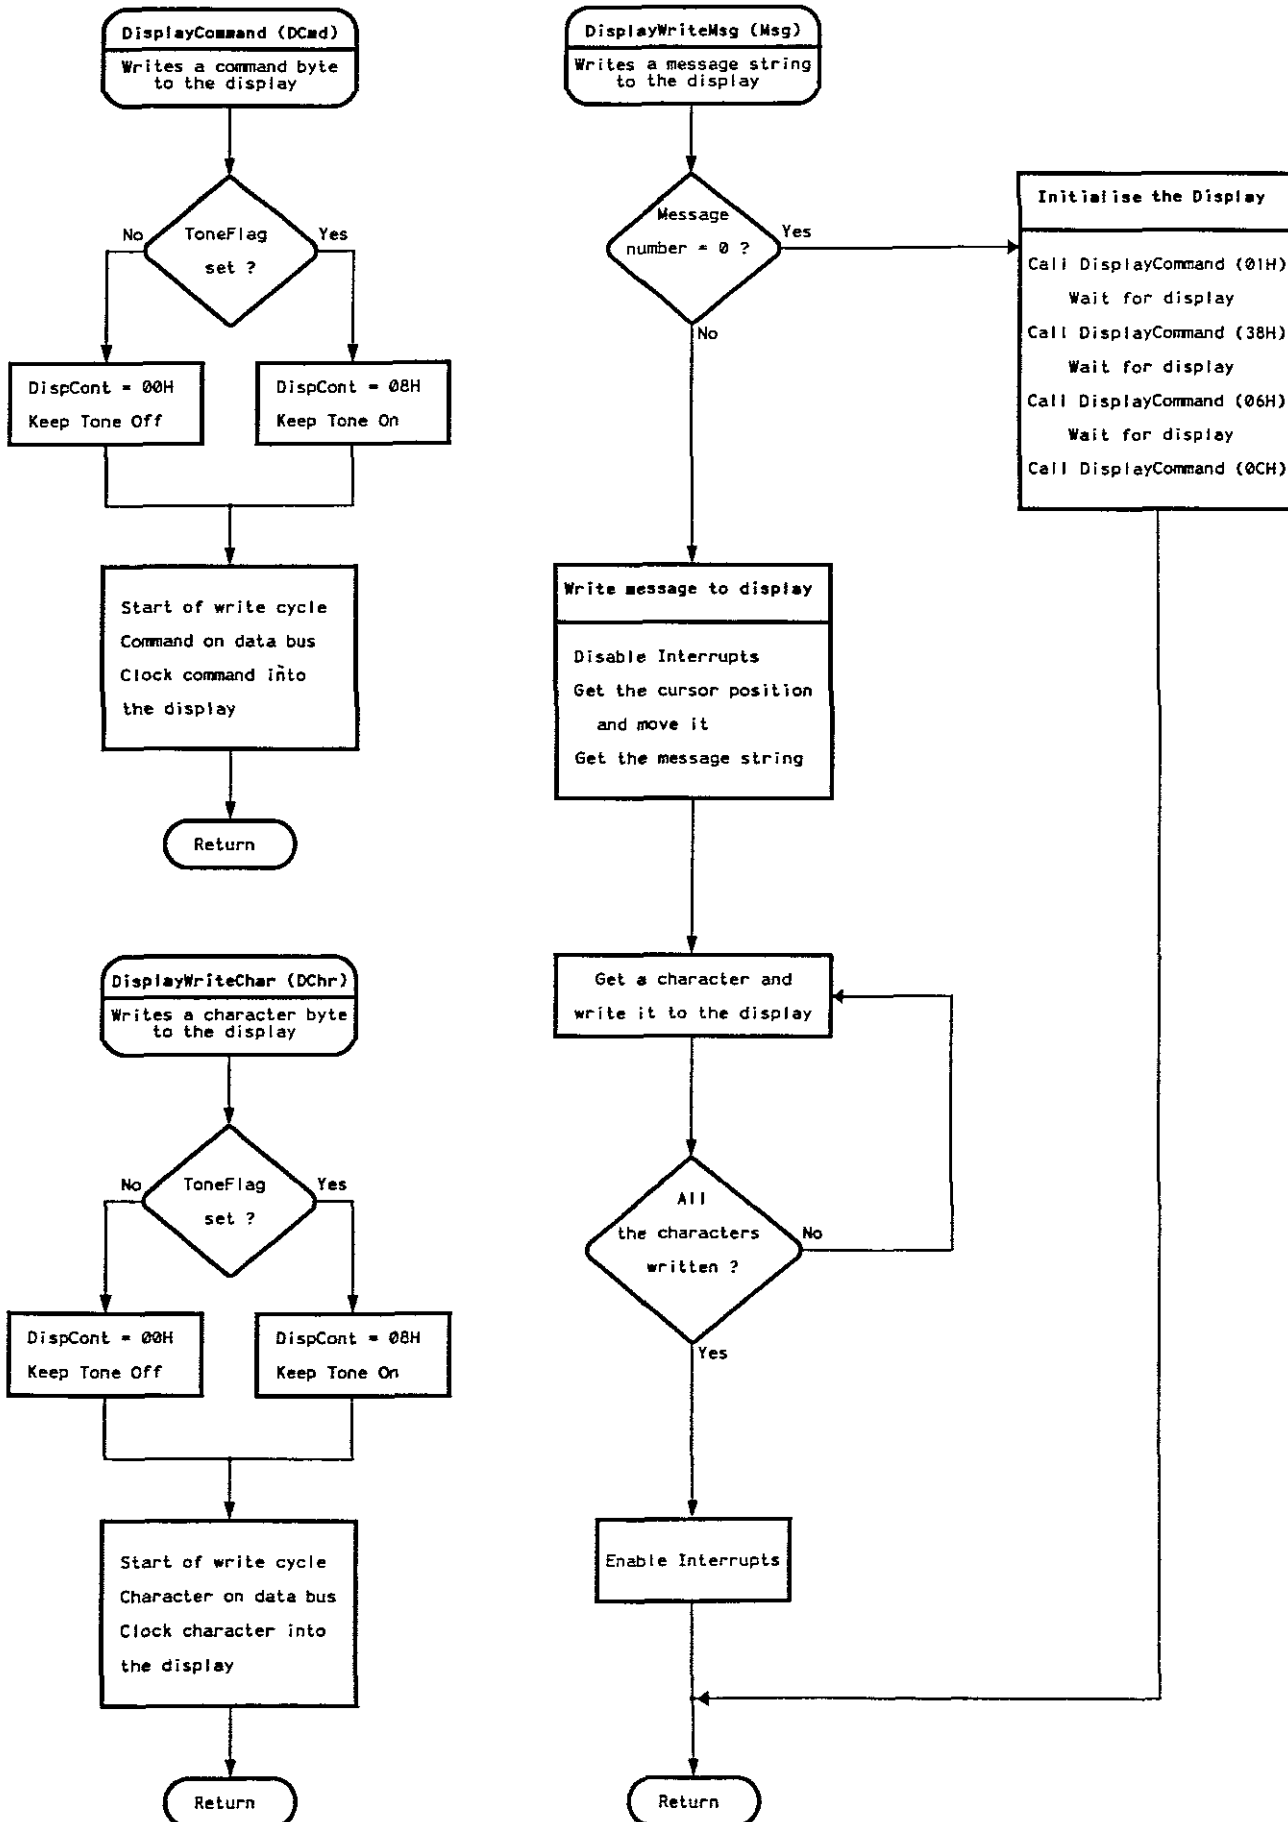 DisplayCommand (DCmd)
Writes a command byte
to the display
ToneFlag
set ?
No
Yes
DispCont = 00H
Keep Tone Off
DispCont = 08H
Keep Tone On
Start of write cycle
Command on data bus
Clock command into
the display
Return
DisplayWriteChar (DChr)
Writes a character byte
to the display
ToneFlag
set ?
No
Yes
DispCont = 00H
Keep Tone Off
DispCont = 08H
Keep Tone On
Start of write cycle
Character on data bus
Clock character into
the display
Return
DisplayWriteMsg (Msg)
Writes a message string
to the display
Message
number = 0 ?
Yes
No
Initialise the Display
Call DisplayCommand (01H)
Wait for display
Call DisplayCommand (38H)
Wait for display
Call DisplayCommand (06H)
Wait for display
Call DisplayCommand (0CH)
Write message to display
Disable Interrupts
Get the cursor position
and move it
Get the message string
Get a character and
write it to the display
All
the characters
written ?
No
Yes
Enable Interrupts
Return